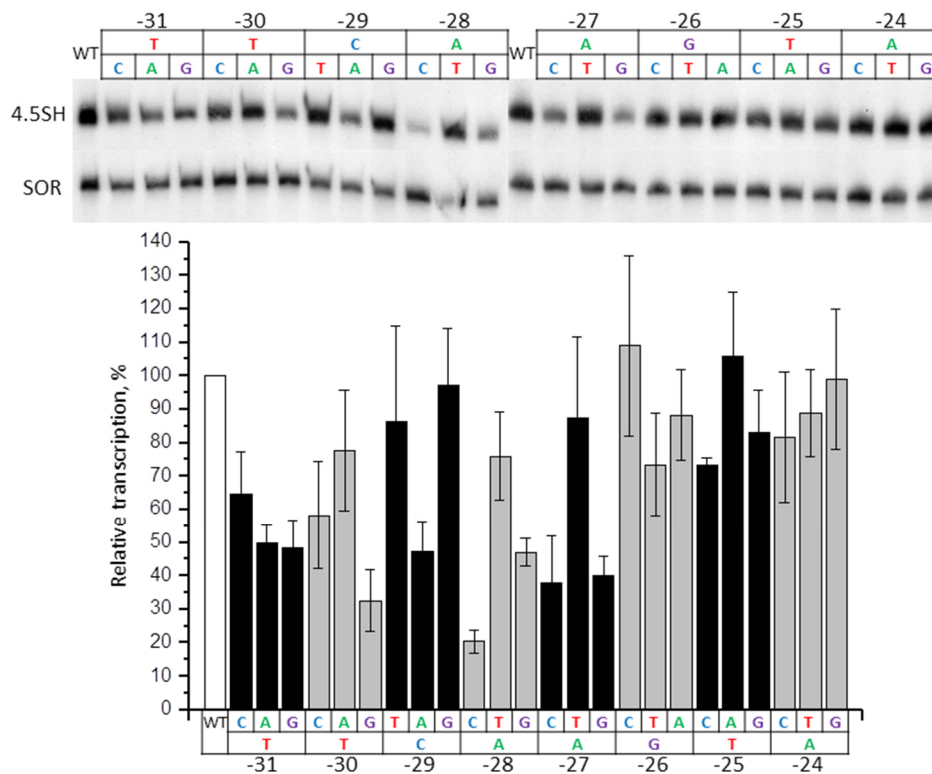 -31 -30 -29 -28 -27 -26 -25 -24
WT T T C A WT A G T A
C A G C A G T A G C T G C T G C T A C A G C T G
4.5SH
SOR
140
130
120
110
100
90
80
70
60
50
40
30
20
10
0
Relative transcription, %
WT C A G C A G T A G C T G C T G C T A C A G C T G
T T C A A G T A
-31 -30 -29 -28 -27 -26 -25 -24